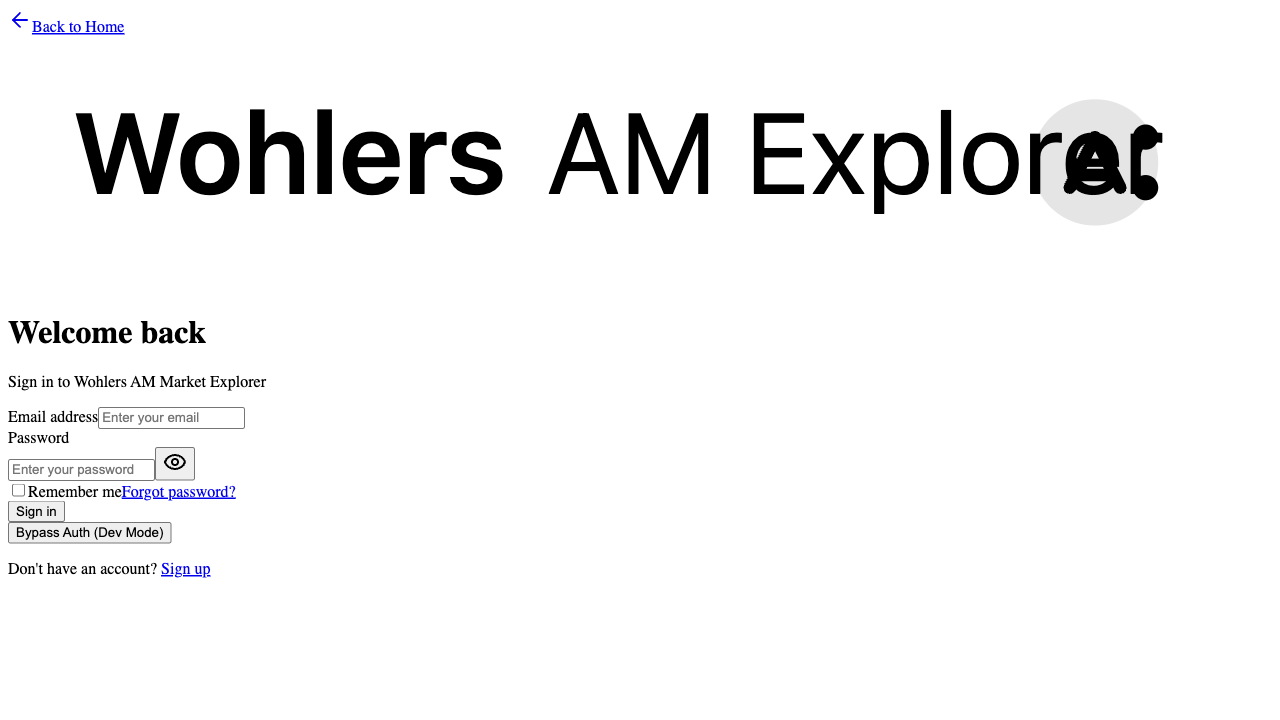 Back to Home
Wohlers AM Explorer
Welcome back
Sign in to Wohlers AM Market Explorer
Email address Enter your email
Password
Enter your password
Remember me Forgot password?
Sign in
Bypass Auth (Dev Mode)
Don't have an account? Sign up